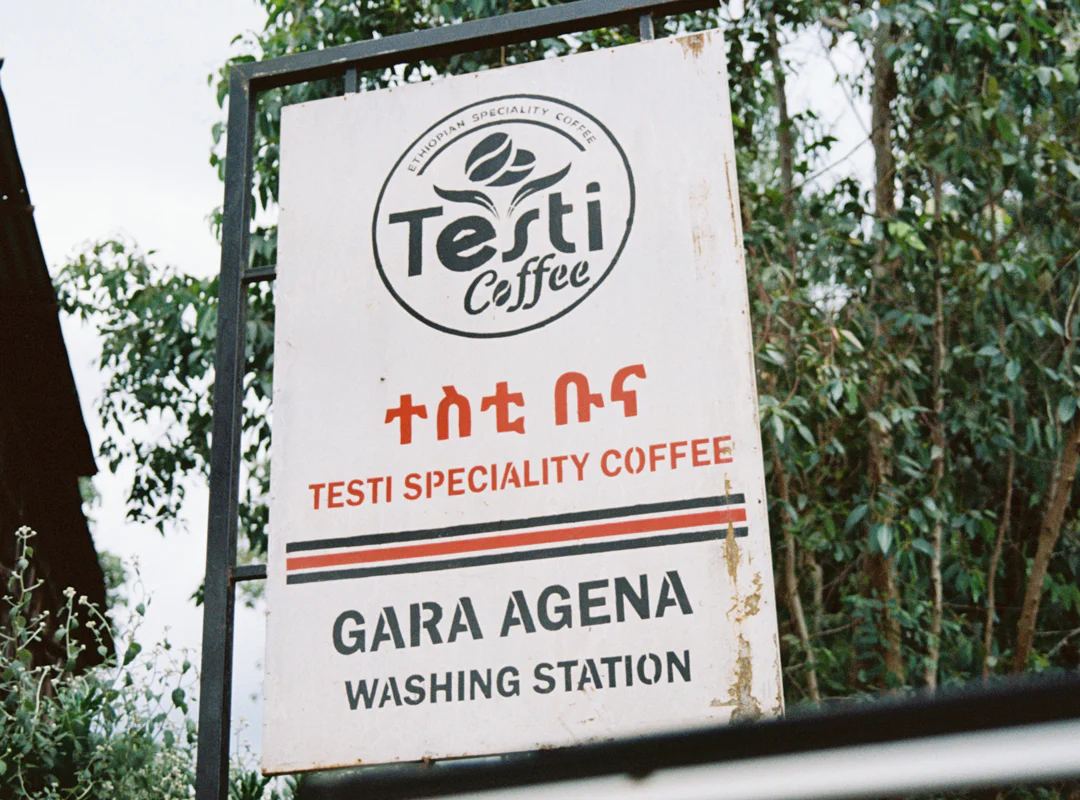 ETHIOPIAN SPECIALITY COFFEE
Testi
Coffee
ተስቲ ቡና
TESTI SPECIALITY COFFEE
GARA AGENA
WASHING STATION